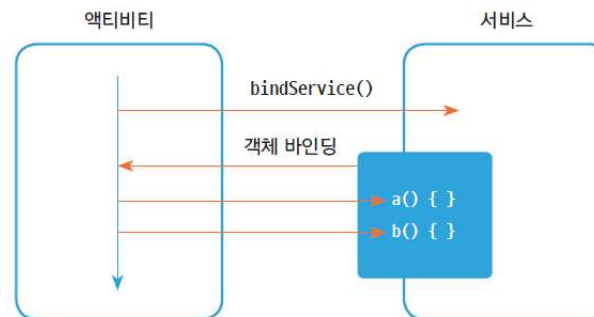 액티비티
서비스
bindService()
객체 바인딩
a() { }
b() { }